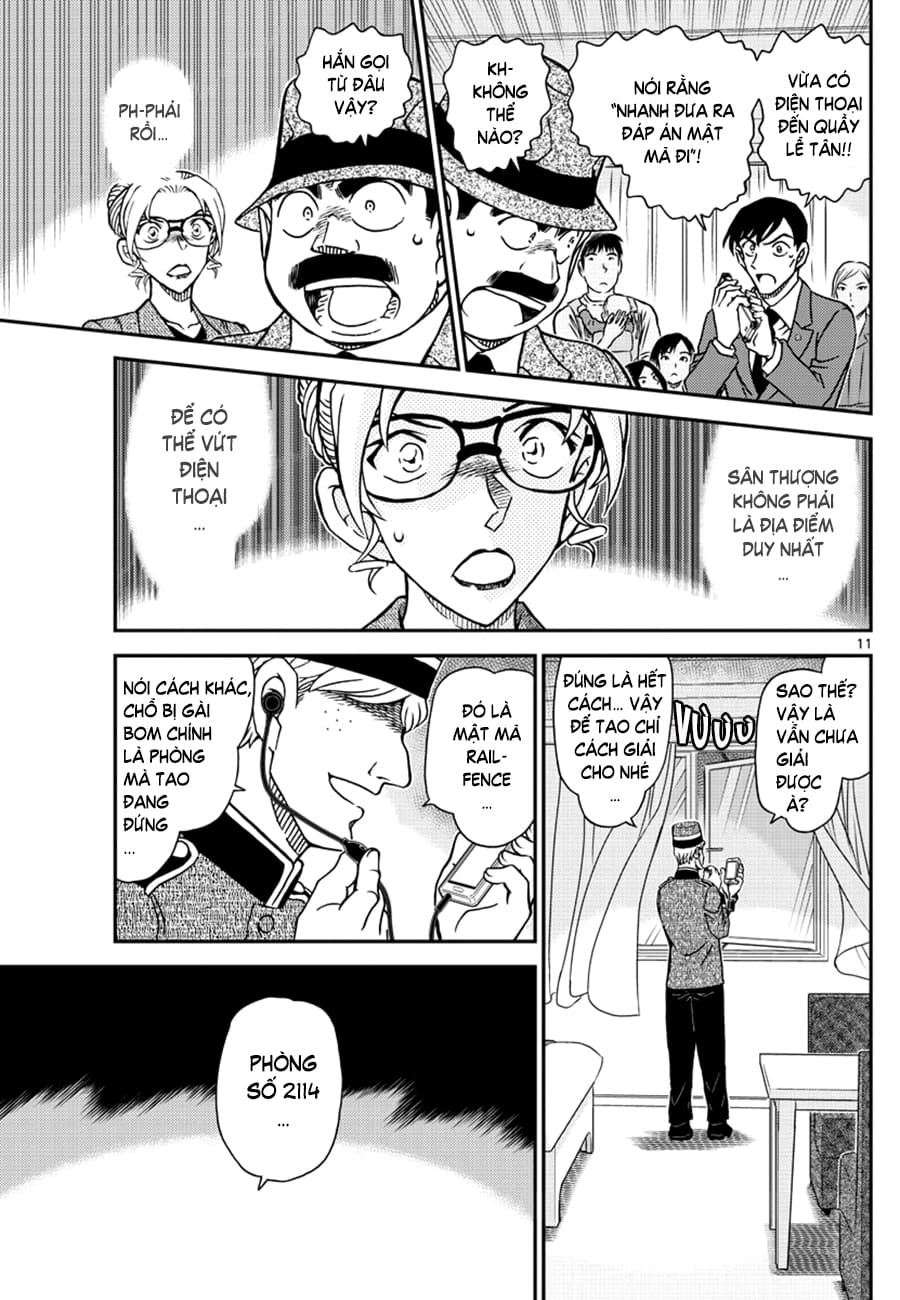 VỪA CÓ
ĐIỆN THOẠI
ĐẾN QUẦY
LỄ TÂN!!
NÓI RẰNG
"NHANH ĐƯA RA
ĐÁP ÁN MẬT
MÃ ĐI"!
KH-
KHÔNG
THỂ
NÀO?
HẮN GỌI
TỪ ĐÂU
VẬY?
PH-PHẢI
RỒI...
SÂN THƯỢNG
KHÔNG PHẢI
LÀ ĐỊA ĐIỂM
DUY NHẤT
...
ĐỂ CÓ
THỂ VỨT
ĐIỆN
THOẠI
...
11
SAO THẾ?
VẬY LÀ
VẪN CHƯA
GIẢI
ĐƯỢC
À?
VÙUU
ĐÚNG LÀ HẾT
CÁCH... VẬY
ĐỂ TAO CHỈ
CÁCH GIẢI
CHO NHÉ
...
ĐÓ LÀ
MẬT MÃ
RAIL-
FENCE
...
NÓI CÁCH KHÁC,
CHỖ BỊ GÀI
BOM CHÍNH
LÀ PHÒNG
MÀ TAO
ĐANG
ĐỨNG
...
PHÒNG
SỐ 2114
...